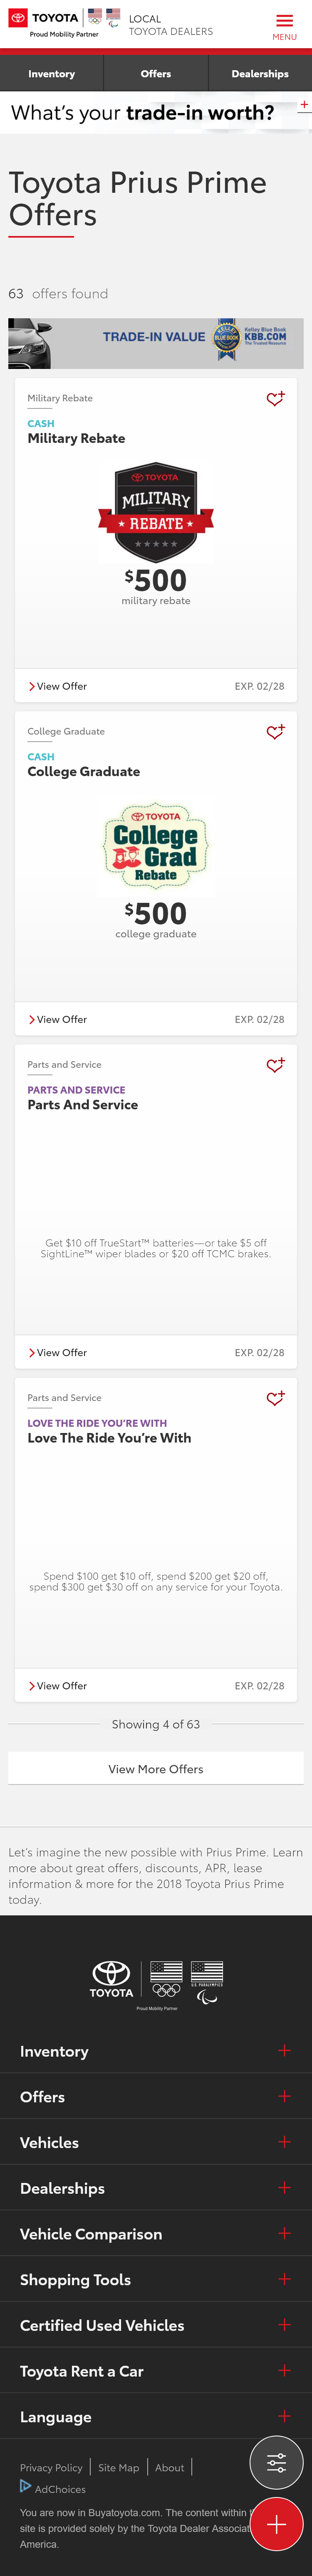 TOYOTA
Proud Mobility Partner
LOCAL
TOYOTA DEALERS
MENU
Inventory
Offers
Dealerships
What's your trade-in worth?
Toyota Prius Prime
Offers
63 offers found
TRADE-IN VALUE
Kelley Blue Book
KBB.COM
The Trusted Resource
Military Rebate
CASH
Military Rebate
TOYOTA
MILITARY
REBATE
$500
military rebate
View Offer
EXP. 02/28
College Graduate
CASH
College Graduate
TOYOTA
College
Grad
Rebate
$500
college graduate
View Offer
EXP. 02/28
Parts and Service
PARTS AND SERVICE
Parts And Service
Get $10 off TrueStart™ batteries—or take $5 off
SightLine™ wiper blades or $20 off TCMC brakes.
View Offer
EXP. 02/28
Parts and Service
LOVE THE RIDE YOU'RE WITH
Love The Ride You're With
Spend $100 get $10 off, spend $200 get $20 off,
spend $300 get $30 off on any service for your Toyota.
View Offer
EXP. 02/28
Showing 4 of 63
View More Offers
Let's imagine the new possible with Prius Prime. Learn
more about great offers, discounts, APR, lease
information & more for the 2018 Toyota Prius Prime
today.
TOYOTA
U.S. PARALYMPICS
Proud Mobility Partner
Inventory
Offers
Vehicles
Dealerships
Vehicle Comparison
Shopping Tools
Certified Used Vehicles
Toyota Rent a Car
Language
Privacy Policy
Site Map
About
AdChoices
You are now in Buyatoyota.com. The content within
site is provided solely by the Toyota Dealer Associat
America.